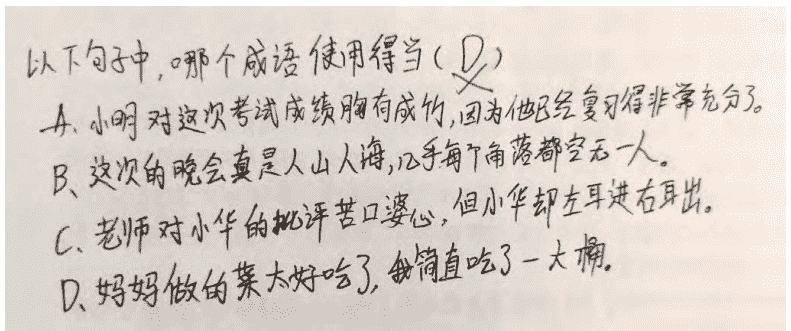 以下句子中,哪个成语使用得当(D)
A、小明对这次考试成绩胸有成竹,因为他已经复习得非常充分了。
B、这次的晚会真是人山人海,几乎每个角落都空无一人。
C、老师对小华的批评苦口婆心,但小华却左耳进右耳出。
D、妈妈做的菜太好吃了,我简直吃了一大桶。